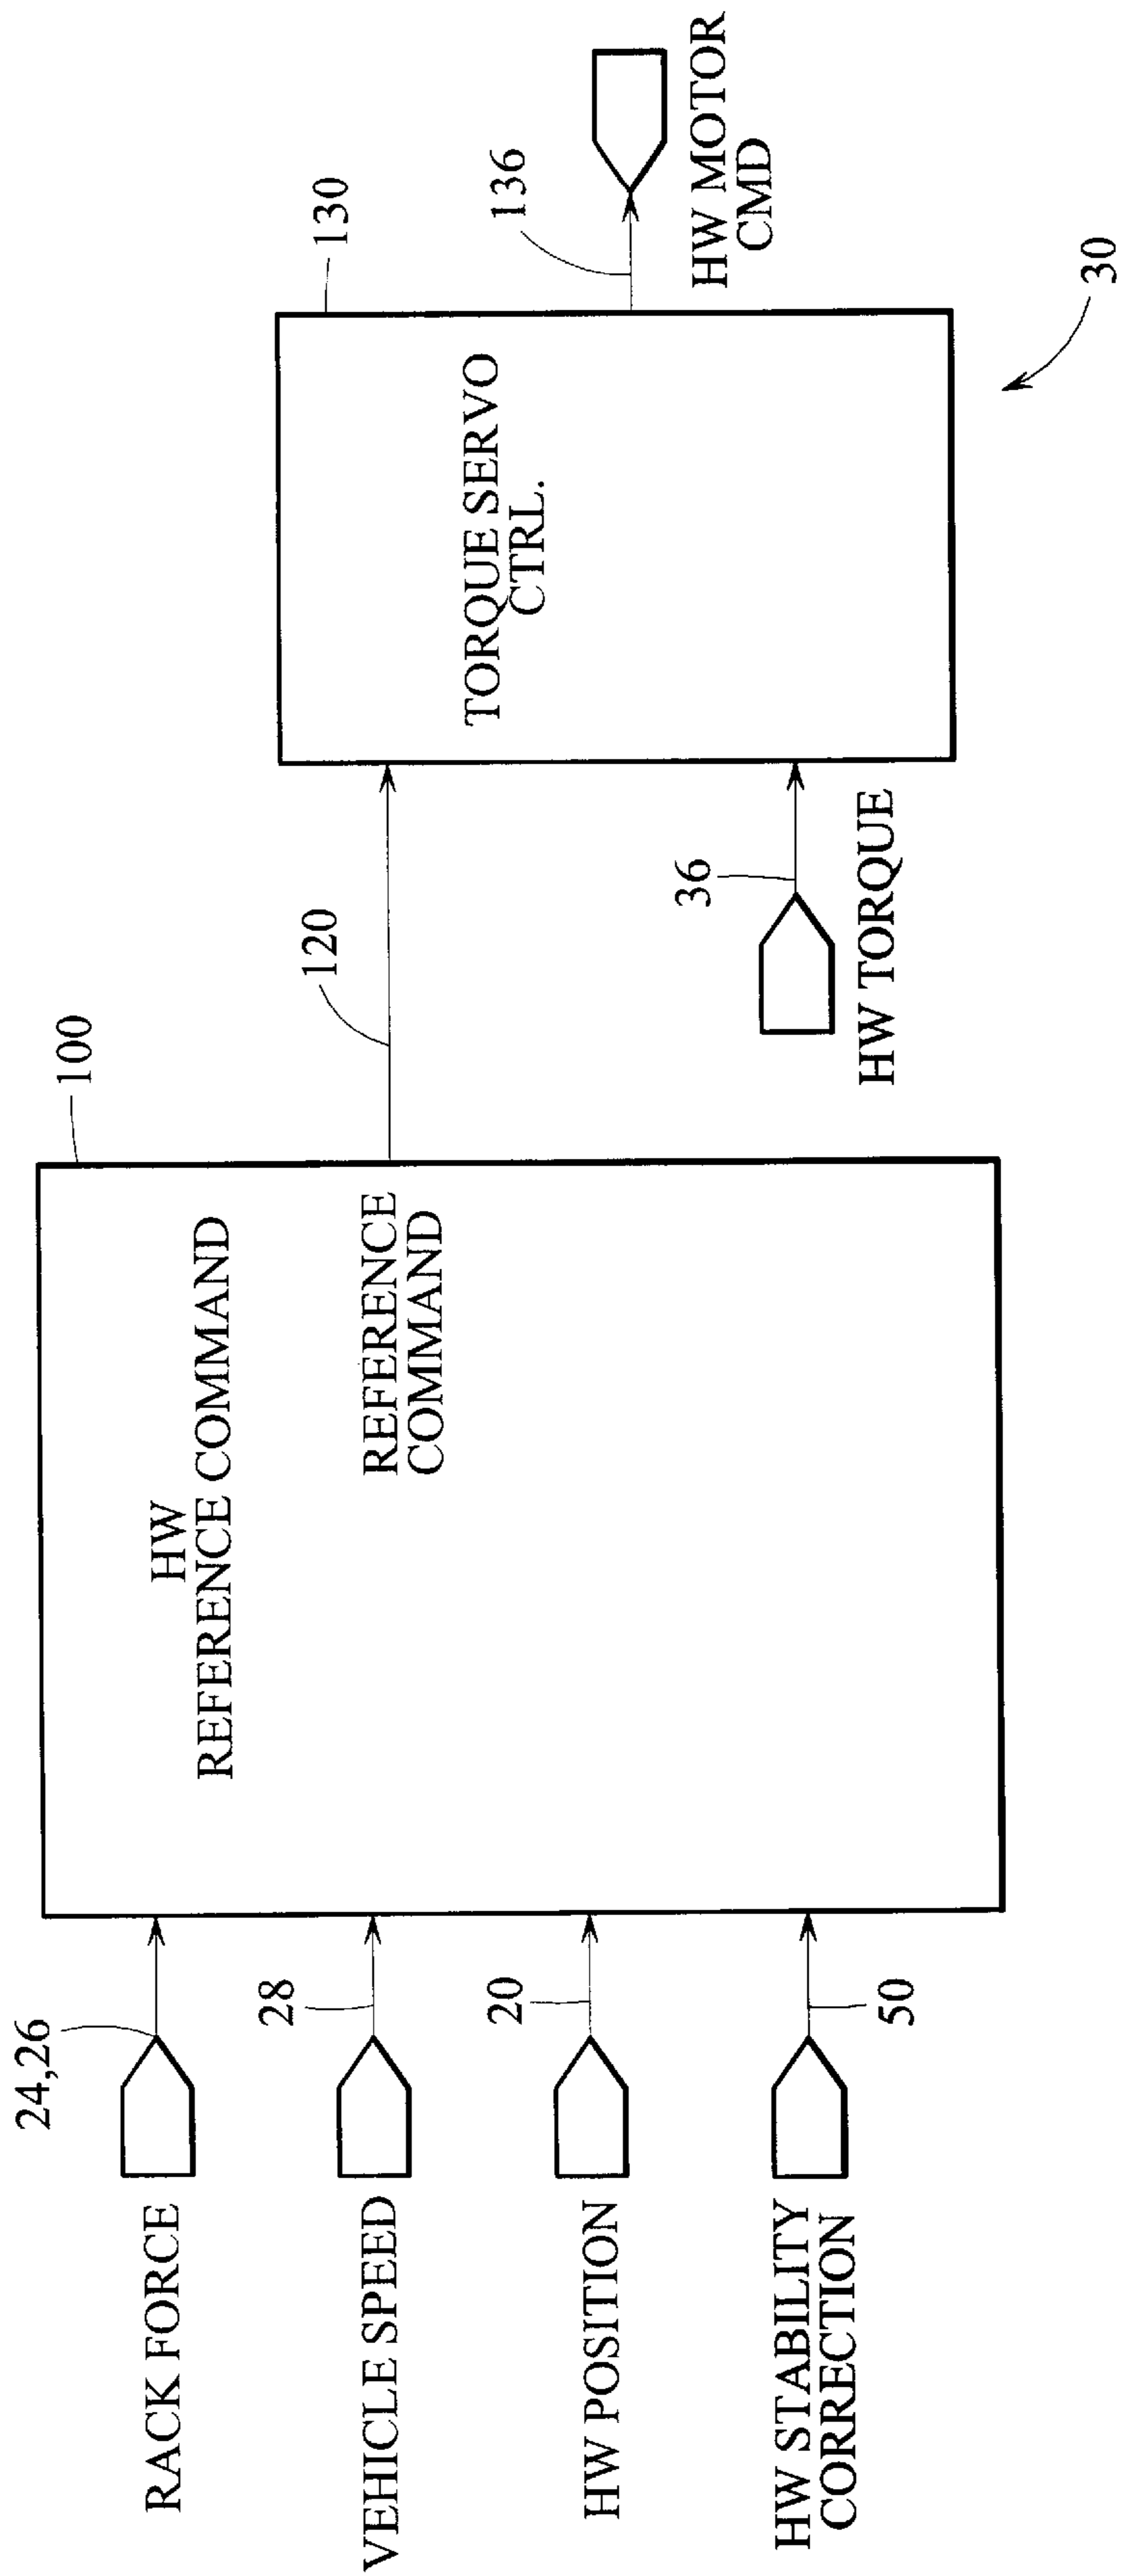 24,26
RACK FORCE
28
VEHICLE SPEED
20
HW POSITION
50
HW STABILITY
CORRECTION
100
HW
REFERENCE COMMAND
REFERENCE
COMMAND
120
36
HW TORQUE
130
TORQUE SERVO
CTRL.
136
HW MOTOR
CMD
30